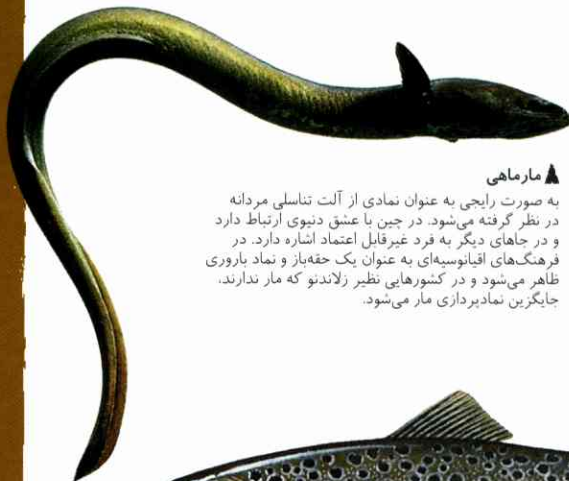 ▲ مارماهی
به صورت رایجی به عنوان نمادی از آلت تناسلی مردانه
در نظر گرفته می‌شود. در چین با عشق دنیوی ارتباط دارد
و در جاهای دیگر به فرد غیرقابل اعتماد اشاره دارد. در
فرهنگ‌های اقیانوسیه‌ای به عنوان یک حقه‌باز و نماد باروری
ظاهر می‌شود و در کشورهایی نظیر زلاندنو که مار ندارند،
جایگزین نمادپردازی مار می‌شود.